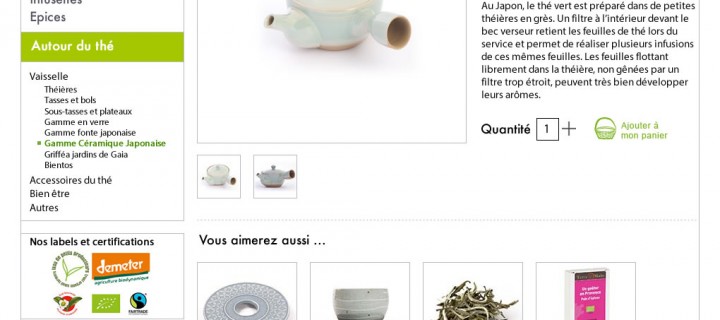 Infusettes
Epices
Autour du thé
Vaisselle
Théières
Tasses et bols
Sous-tasses et plateaux
Gamme en verre
Gamme fonte japonaise
Gamme Céramique Japonaise
Grifféa jardins de Gaia
Bientos
Accessoires du thé
Bien être
Autres
Nos labels et certifications
demeter
agriculture biodynamique
FAIRTRADE
Au Japon, le thé vert est préparé dans de petites
théières en grès. Un filtre à l'intérieur devant le
bec verseur retient les feuilles de thé lors du
service et permet de réaliser plusieurs infusions
de ces mêmes feuilles. Les feuilles flottant
librement dans la théière, non gênées par un
filtre trop étroit, peuvent très bien développer
leurs arômes.
Quantité 1 +
Ajouter à
mon panier
Vous aimerez aussi ...